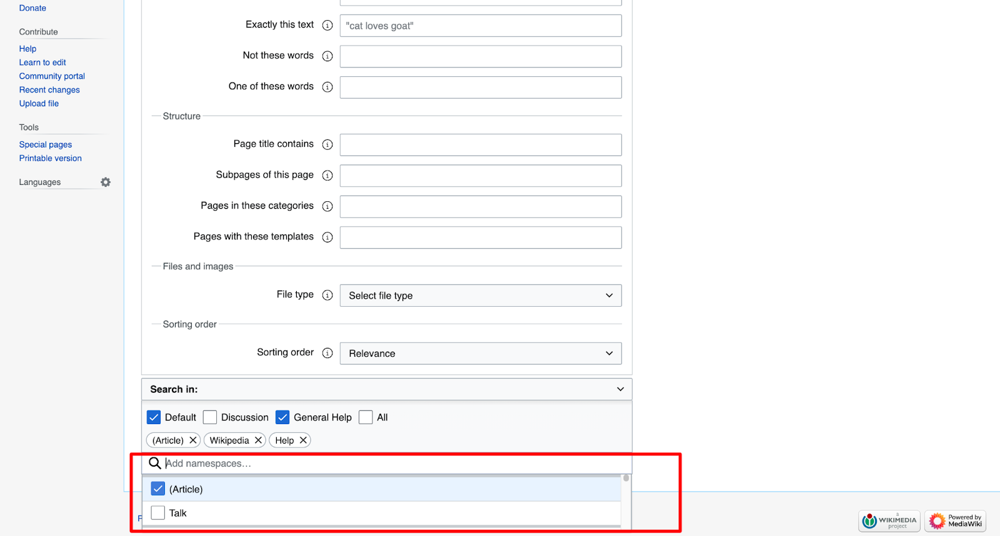 Donate
Contribute
Help
Learn to edit
Community portal
Recent changes
Upload file
Tools
Special pages
Printable version
Languages
Exactly this text
"cat loves goat"
Not these words
One of these words
Structure
Page title contains
Subpages of this page
Pages in these categories
Pages with these templates
Files and images
File type
Select file type
Sorting order
Sorting order
Relevance
Search in:
Default Discussion General Help All
(Article) Wikipedia Help
Add namespaces...
(Article)
Talk
a
WIKIMEDIA
project
Powered by
MediaWiki